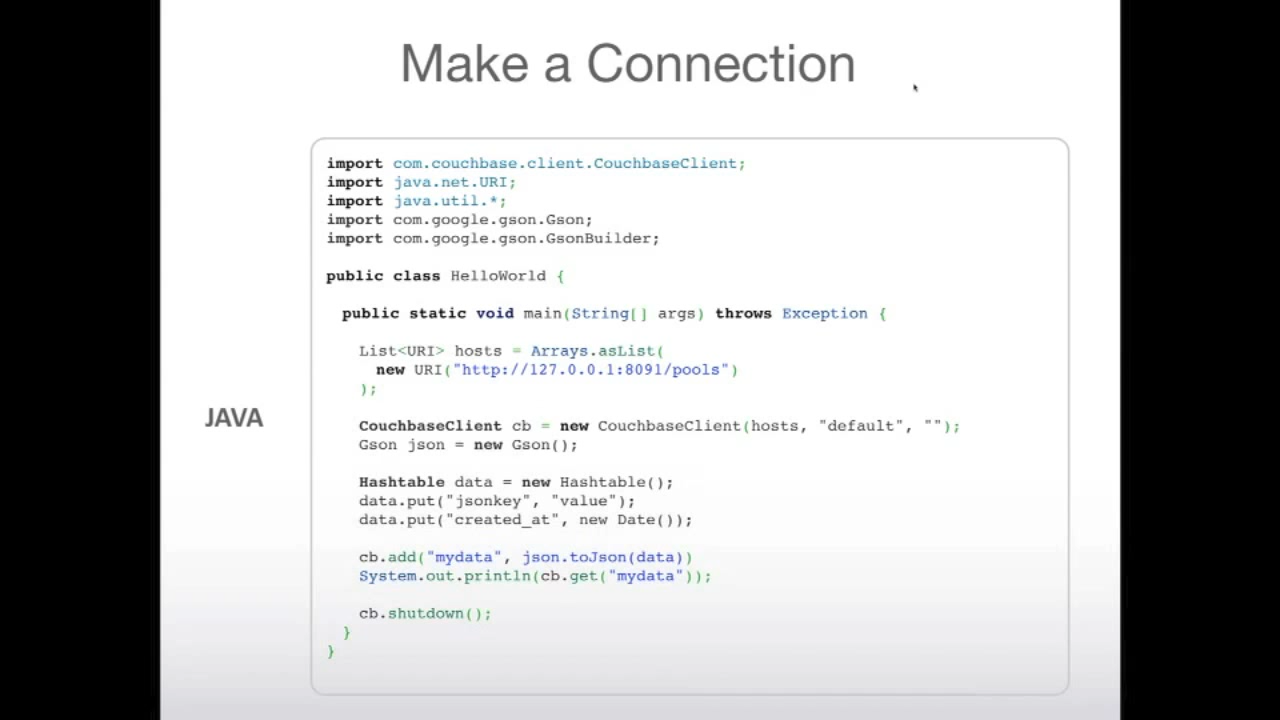 Make a Connection
JAVA
import com.couchbase.client.CouchbaseClient;
import java.net.URI;
import java.util.*;
import com.google.gson.Gson;
import com.google.gson.GsonBuilder;
public class HelloWorld {
public static void main(String[] args) throws Exception {
List<URI> hosts = Arrays.asList(
new URI("http://127.0.0.1:8091/pools")
);
CouchbaseClient cb = new CouchbaseClient(hosts, "default", "");
Gson json = new Gson();
Hashtable data = new Hashtable();
data.put("jsonkey", "value");
data.put("created_at", new Date());
cb.add("mydata", json.toJson(data))
System.out.println(cb.get("mydata"));
cb.shutdown();
}
}